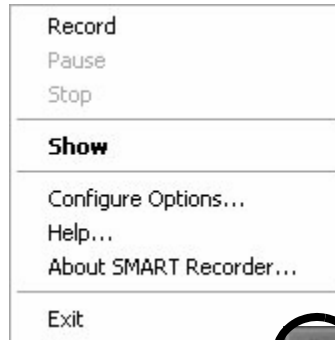 Record
Pause
Stop
Show
Configure Options...
Help...
About SMART Recorder...
Exit